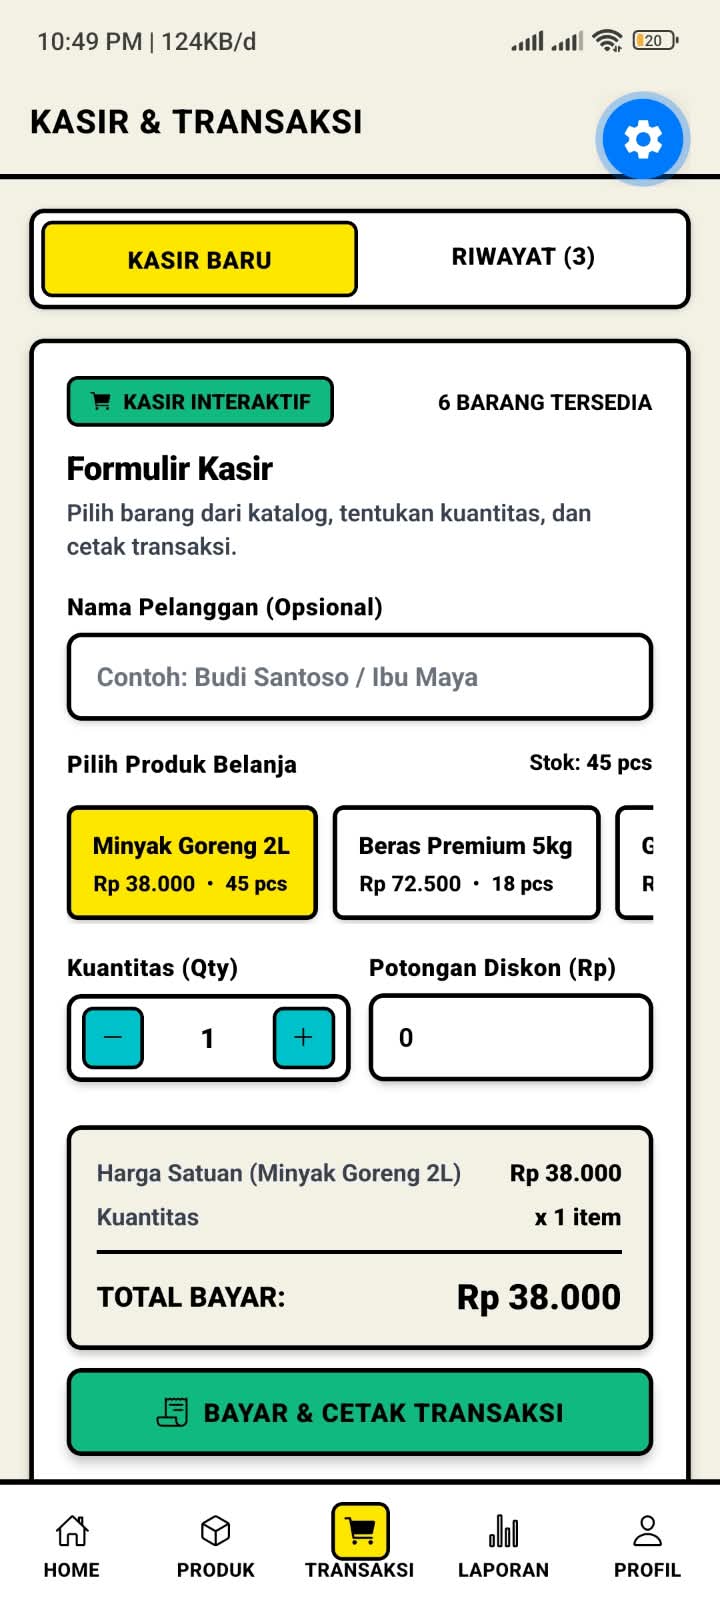 10:49 PM | 124KB/d
20
KASIR & TRANSAKSI
KASIR BARU
RIWAYAT (3)
KASIR INTERAKTIF
6 BARANG TERSEDIA
Formulir Kasir
Pilih barang dari katalog, tentukan kuantitas, dan
cetak transaksi.
Nama Pelanggan (Opsional)
Contoh: Budi Santoso / Ibu Maya
Pilih Produk Belanja
Stok: 45 pcs
Minyak Goreng 2L
Rp 38.000 • 45 pcs
Beras Premium 5kg
Rp 72.500 • 18 pcs
Kuantitas (Qty)
Potongan Diskon (Rp)
− 1 +
0
Harga Satuan (Minyak Goreng 2L) Rp 38.000
Kuantitas x 1 item
TOTAL BAYAR: Rp 38.000
BAYAR & CETAK TRANSAKSI
HOME
PRODUK
TRANSAKSI
LAPORAN
PROFIL